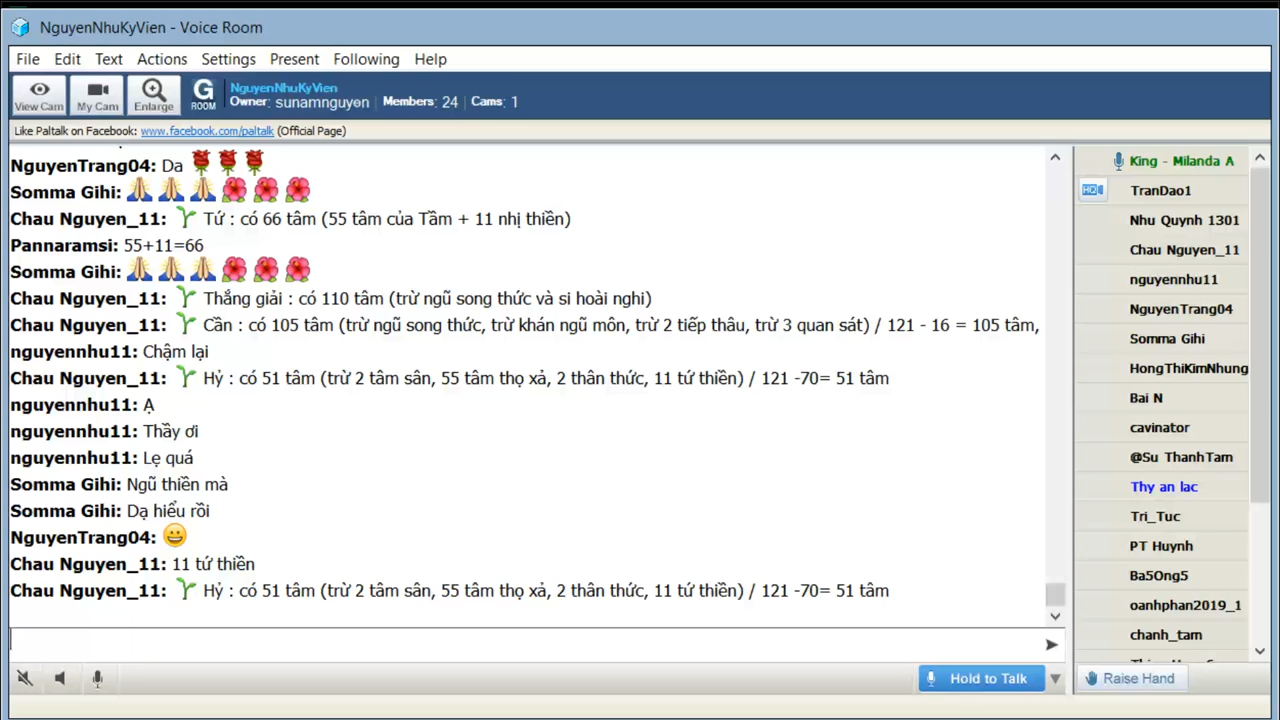 NguyenNhuKyVien - Voice Room
File Edit Text Actions Settings Present Following Help
View Cam My Cam Enlarge G ROOM
NguyenNhuKyVien
Owner: sunamnguyen | Members: 24 | Cams: 1
Like Paltalk on Facebook: www.facebook.com/paltalk (Official Page)
NguyenTrang04: Da 🌹🌹🌹
Somma Gihi: 🙏🙏🙏🌺🌺🌺
Chau Nguyen_11: 🌱 Tứ : có 66 tâm (55 tâm của Tầm + 11 nhị thiền)
Pannaramsi: 55+11=66
Somma Gihi: 🙏🙏🙏🌺🌺🌺
Chau Nguyen_11: 🌱 Thắng giải : có 110 tâm (trừ ngũ song thức và si hoài nghi)
Chau Nguyen_11: 🌱 Cần : có 105 tâm (trừ ngũ song thức, trừ khán ngũ môn, trừ 2 tiếp thâu, trừ 3 quan sát) / 121 - 16 = 105 tâm,
nguyennhu11: Chậm lại
Chau Nguyen_11: 🌱 Hỷ : có 51 tâm (trừ 2 tâm sân, 55 tâm thọ xả, 2 thân thức, 11 tứ thiền) / 121 -70= 51 tâm
nguyennhu11: Ạ
nguyennhu11: Thầy ơi
nguyennhu11: Lẹ quá
Somma Gihi: Ngũ thiền mà
Somma Gihi: Dạ hiểu rồi
NguyenTrang04: 😀
Chau Nguyen_11: 11 tứ thiền
Chau Nguyen_11: 🌱 Hỷ : có 51 tâm (trừ 2 tâm sân, 55 tâm thọ xả, 2 thân thức, 11 tứ thiền) / 121 -70= 51 tâm
King - Milanda A
HD
TranDao1
Nhu Quynh 1301
Chau Nguyen_11
nguyennhu11
NguyenTrang04
Somma Gihi
HongThiKimNhung
Bai N
cavinator
@Su ThanhTam
Thy an lac
Tri_Tuc
PT Huynh
Ba5Ong5
oanhphan2019_1
chanh_tam
Hold to Talk
Raise Hand